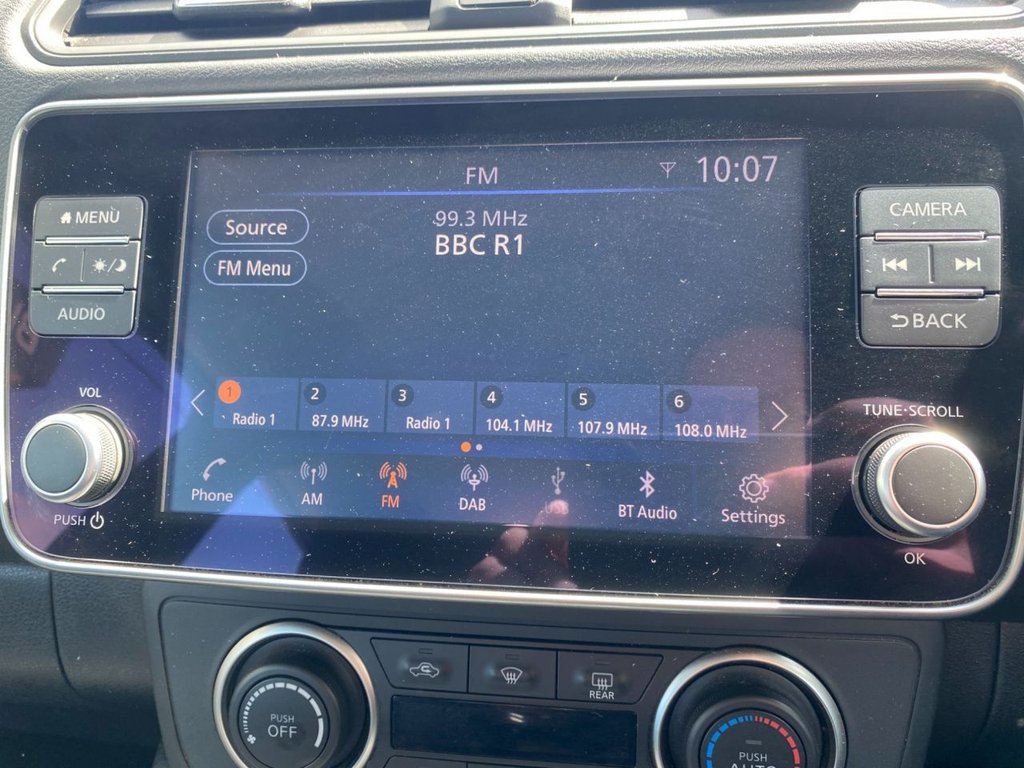 FM 10:07
MENU
AUDIO
VOL
PUSH
Source
FM Menu
99.3 MHz
BBC R1
1 Radio 1
2 87.9 MHz
3 Radio 1
4 104.1 MHz
5 107.9 MHz
6 108.0 MHz
Phone
AM
FM
DAB
USB
BT Audio
Settings
CAMERA
BACK
TUNE·SCROLL
OK
PUSH
OFF
REAR
PUSH
AUTO